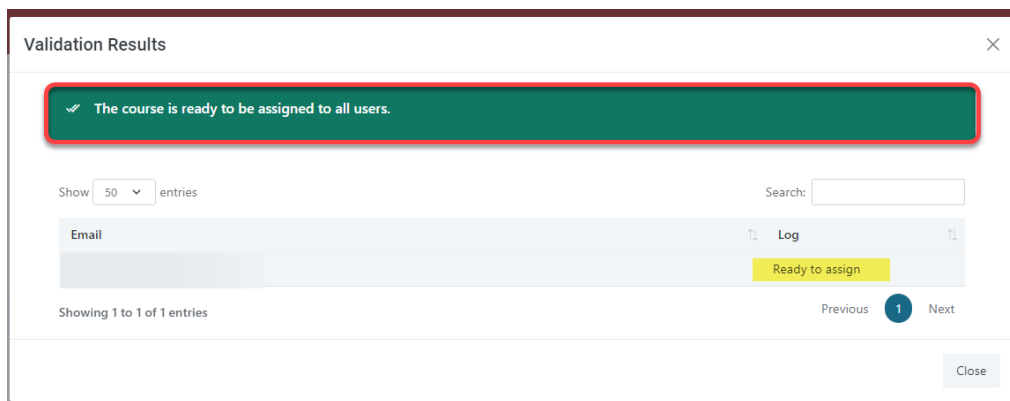 Validation Results
The course is ready to be assigned to all users.
Show 50 entries Search:
Email Log
Ready to assign
Showing 1 to 1 of 1 entries Previous 1 Next
Close